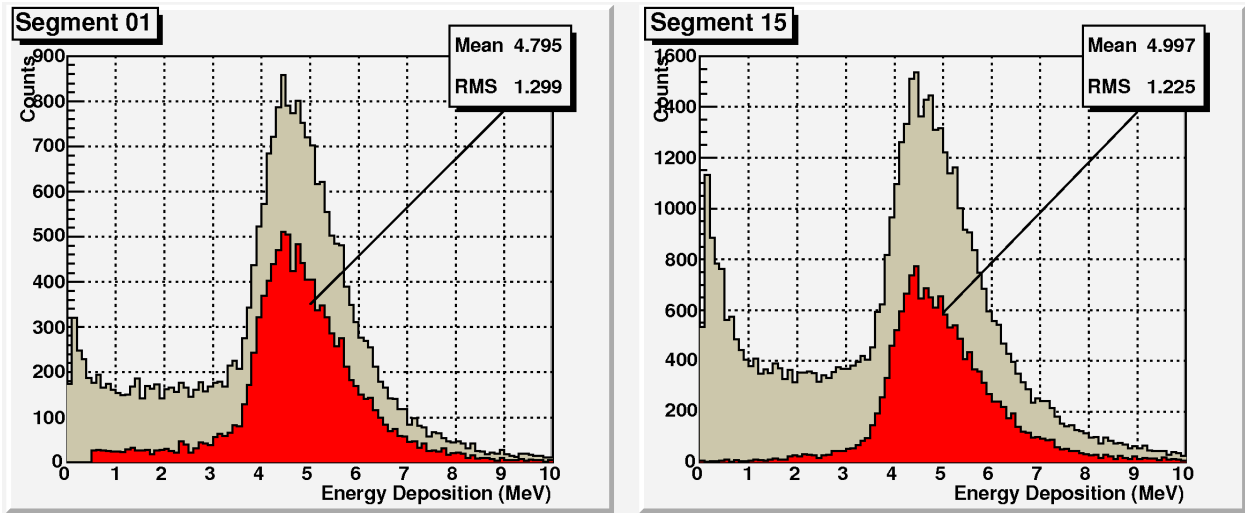 Segment 01
Mean 4.795
RMS 1.299
Counts
900
800
700
600
500
400
300
200
100
0
0 1 2 3 4 5 6 7 8 9 10
Energy Deposition (MeV)
Segment 15
Mean 4.997
RMS 1.225
Counts
1600
1400
1200
1000
800
600
400
200
0
0 1 2 3 4 5 6 7 8 9 10
Energy Deposition (MeV)